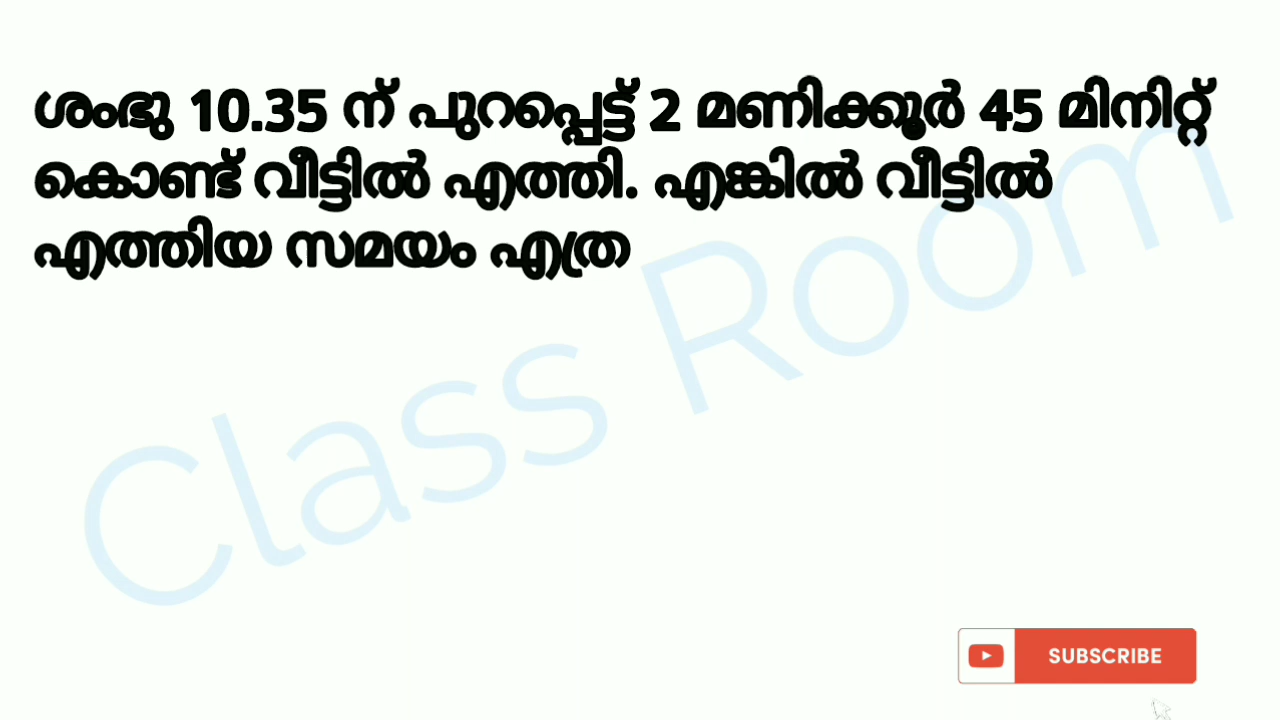 ശംഭു 10.35 ന് പുറപ്പെട്ട് 2 മണിക്കൂർ 45 മിനിറ്റ്
കൊണ്ട് വീട്ടിൽ എത്തി. എങ്കിൽ വീട്ടിൽ
എത്തിയ സമയം എത്ര
Class Room
SUBSCRIBE